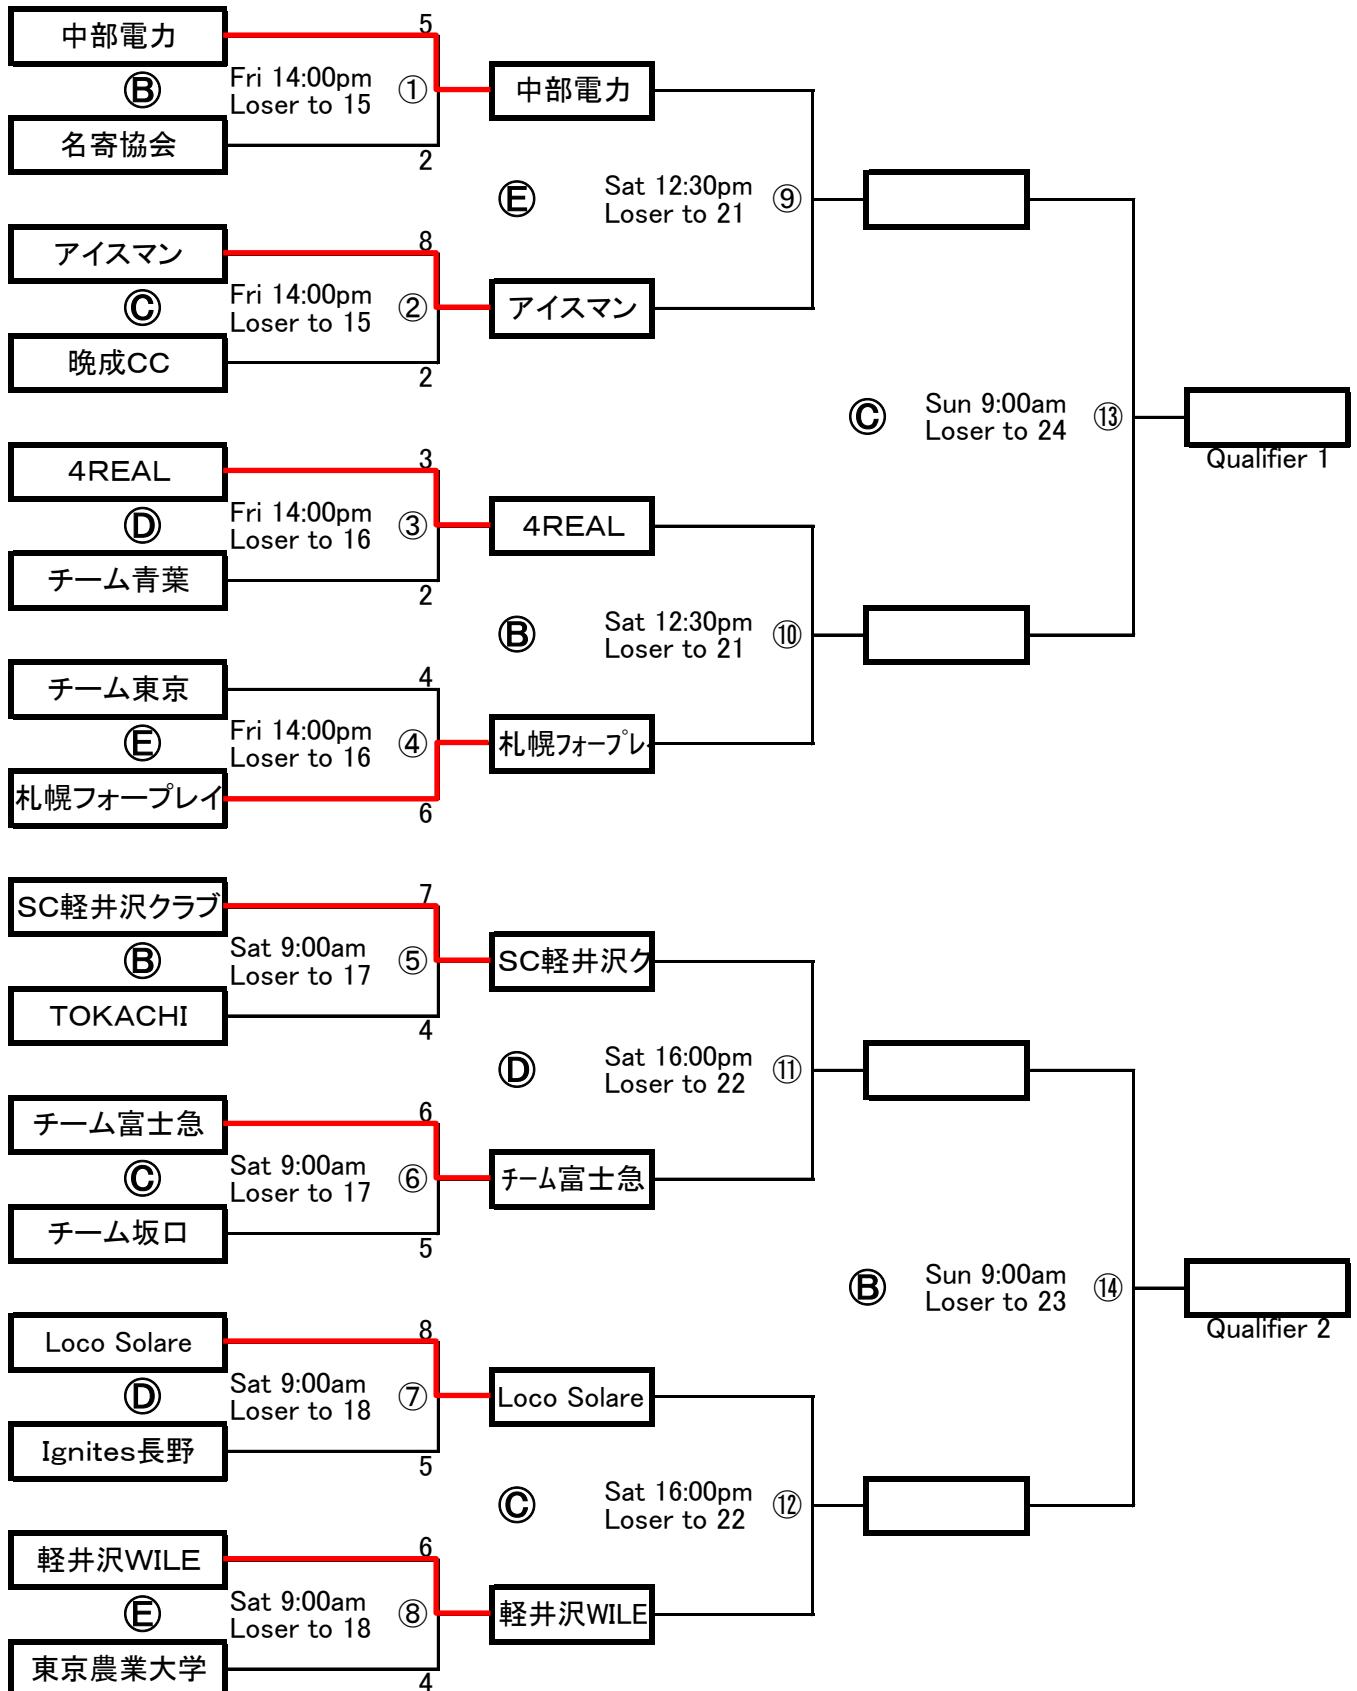 中部電力
5
Ⓑ
Fri 14:00pm
Loser to 15
①
名寄協会
2
中部電力
Ⓔ
Sat 12:30pm
Loser to 21
⑨
アイスマン
8
Ⓒ
Fri 14:00pm
Loser to 15
②
晩成CC
2
アイスマン
4REAL
3
Ⓓ
Fri 14:00pm
Loser to 16
③
チーム青葉
2
4REAL
Ⓑ
Sat 12:30pm
Loser to 21
⑩
チーム東京
4
Ⓔ
Fri 14:00pm
Loser to 16
④
札幌フォープレイ
6
札幌フォープレ
Ⓒ
Sun 9:00am
Loser to 24
⑬
Qualifier 1
SC軽井沢クラブ
7
Ⓑ
Sat 9:00am
Loser to 17
⑤
TOKACHI
4
SC軽井沢ク
Ⓓ
Sat 16:00pm
Loser to 22
⑪
チーム富士急
6
Ⓒ
Sat 9:00am
Loser to 17
⑥
チーム坂口
5
チーム富士急
Loco Solare
8
Ⓓ
Sat 9:00am
Loser to 18
⑦
Ignites長野
5
Loco Solare
Ⓒ
Sat 16:00pm
Loser to 22
⑫
軽井沢WILE
6
Ⓔ
Sat 9:00am
Loser to 18
⑧
東京農業大学
4
軽井沢WILE
Ⓑ
Sun 9:00am
Loser to 23
⑭
Qualifier 2